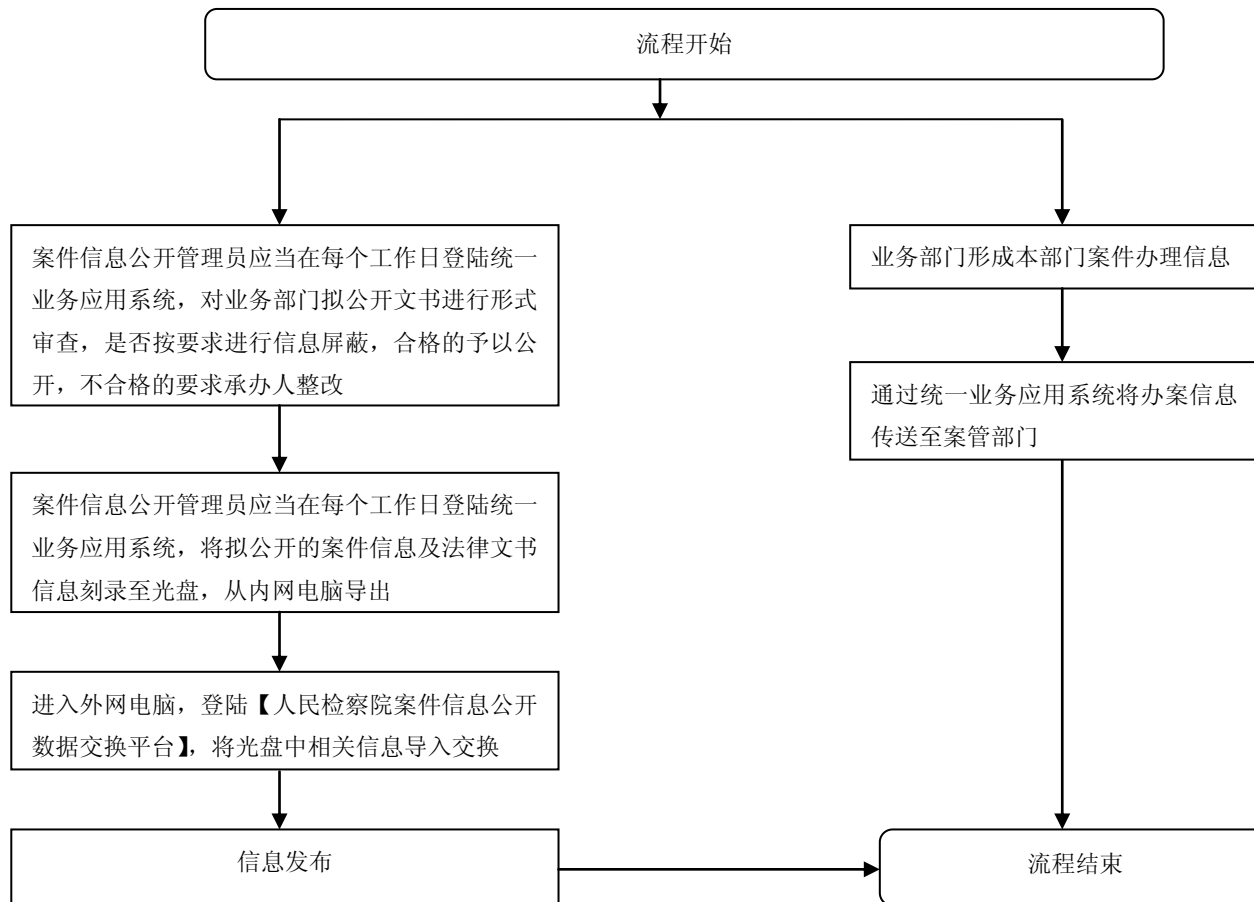 流程开始
案件信息公开管理员应当在每个工作日登陆统一
业务应用系统，对业务部门拟公开文书进行形式
审查，是否按要求进行信息屏蔽，合格的予以公
开，不合格的要求承办人整改
业务部门形成本部门案件办理信息
通过统一业务应用系统将办案信息
传送至案管部门
案件信息公开管理员应当在每个工作日登陆统一
业务应用系统，将拟公开的案件信息及法律文书
信息刻录至光盘，从内网电脑导出
进入外网电脑，登陆【人民检察院案件信息公开
数据交换平台】，将光盘中相关信息导入交换
信息发布
流程结束